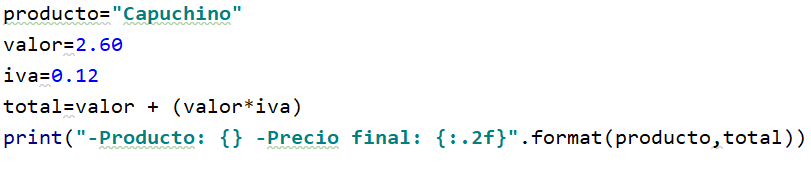 producto="Capuchino"
valor=2.60
iva=0.12
total=valor + (valor*iva)
print("-Producto: {} -Precio final: {:.2f}".format(producto,total))